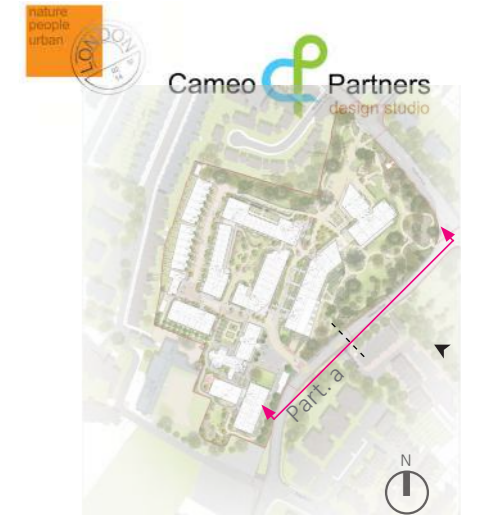 nature
people
urban
LONDON
Cameo Partners
design studio
Part. a
N